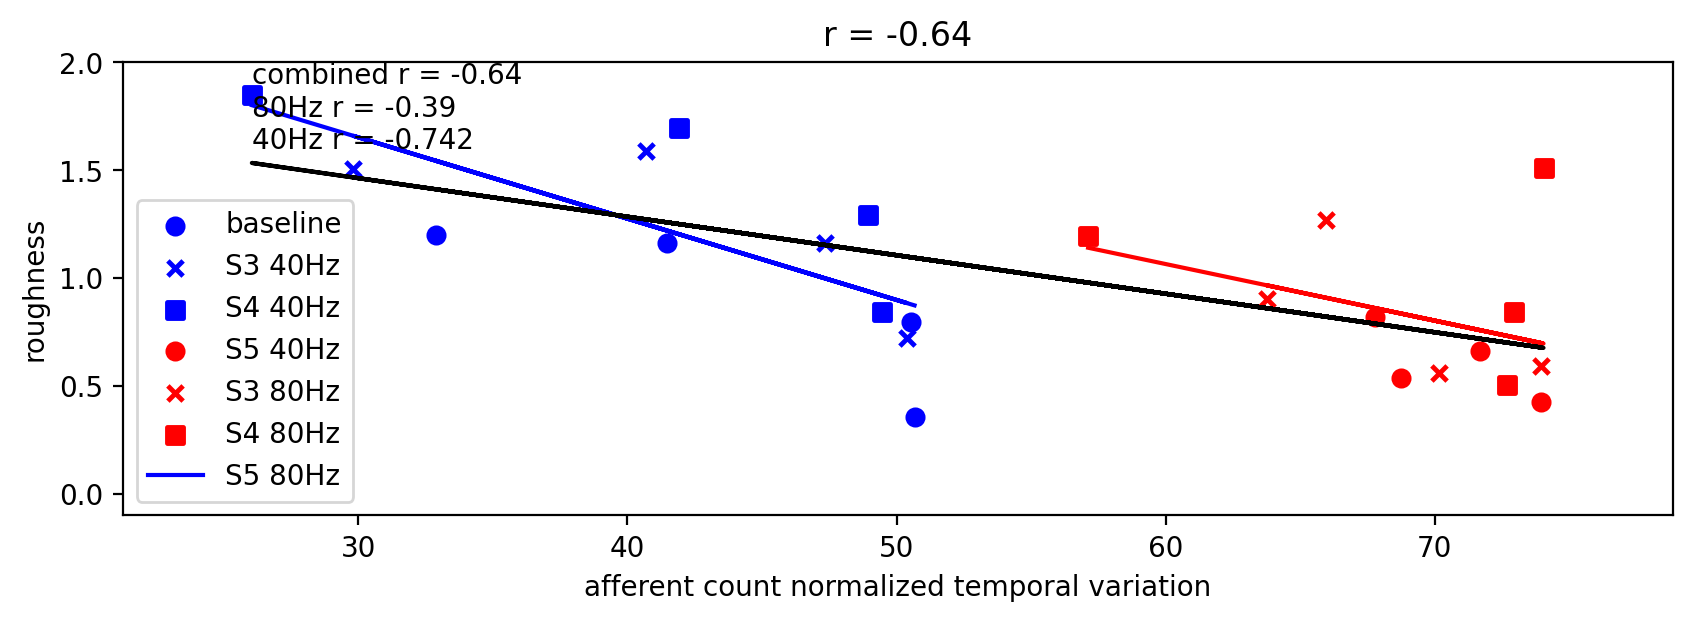 r = -0.64
combined r = -0.64
80Hz r = -0.39
40Hz r = -0.742
2.0
1.5
1.0
0.5
0.0
roughness
baseline
S3 40Hz
S4 40Hz
S5 40Hz
S3 80Hz
S4 80Hz
S5 80Hz
30 40 50 60 70
afferent count normalized temporal variation